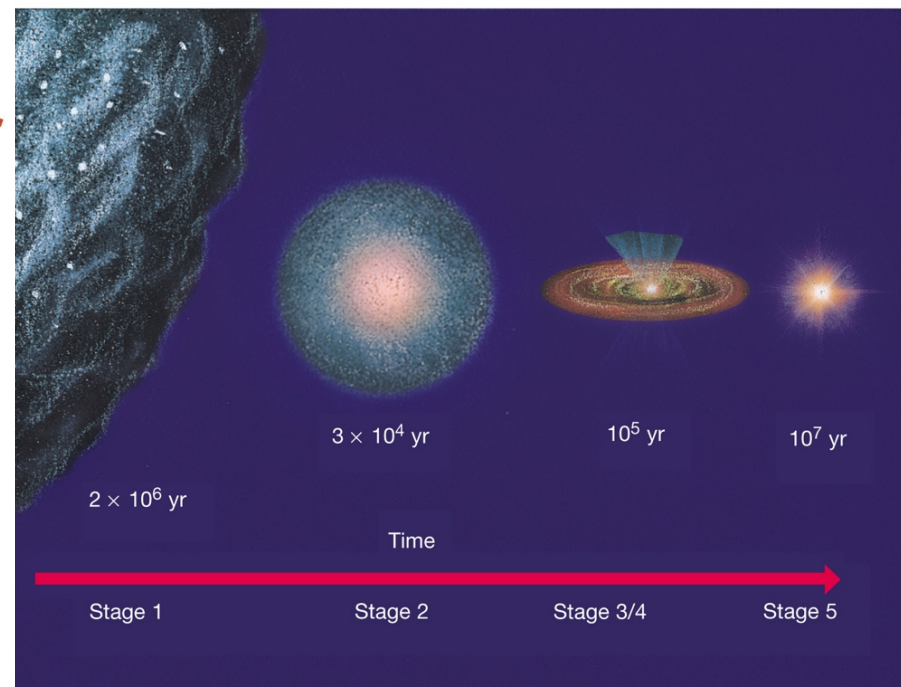 3 × 10⁴ yr
10⁵ yr
10⁷ yr
2 × 10⁶ yr
Time
Stage 1
Stage 2
Stage 3/4
Stage 5